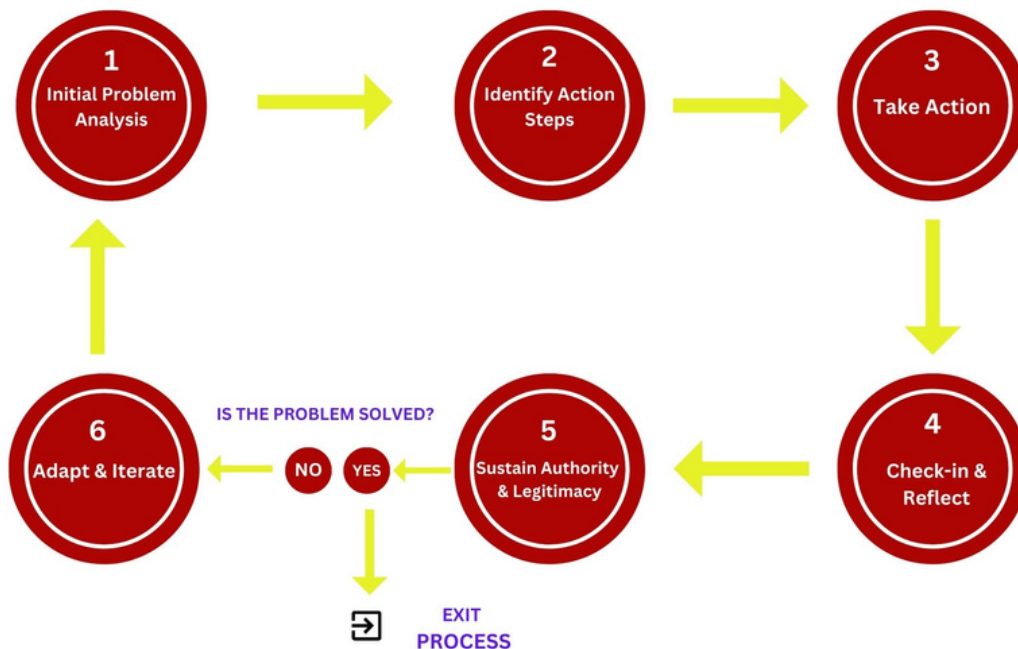 1
Initial Problem
Analysis
2
Identify Action
Steps
3
Take Action
4
Check-in &
Reflect
5
Sustain Authority
& Legitimacy
IS THE PROBLEM SOLVED?
YES
NO
6
Adapt & Iterate
EXIT
PROCESS